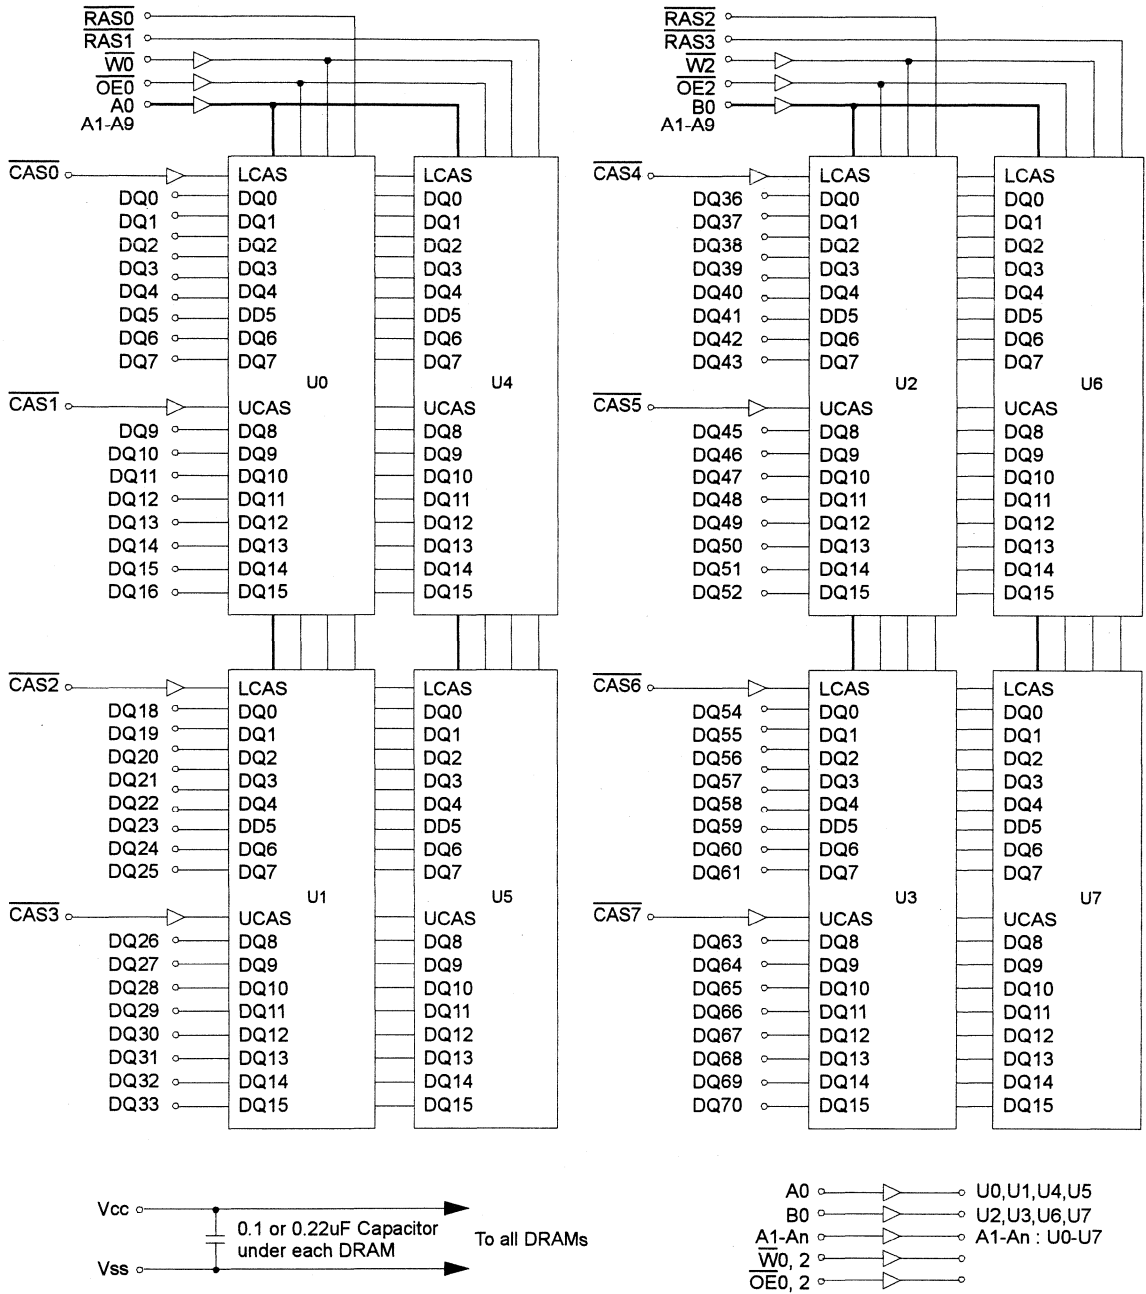 RAS0
RAS1
W0
OE0
A0
A1-A9
CAS0
DQ0
DQ1
DQ2
DQ3
DQ4
DQ5
DQ6
DQ7
CAS1
DQ9
DQ10
DQ11
DQ12
DQ13
DQ14
DQ15
DQ16
LCAS
DQ0
DQ1
DQ2
DQ3
DQ4
DD5
DQ6
DQ7
U0
UCAS
DQ8
DQ9
DQ10
DQ11
DQ12
DQ13
DQ14
DQ15
LCAS
DQ0
DQ1
DQ2
DQ3
DQ4
DD5
DQ6
DQ7
U4
UCAS
DQ8
DQ9
DQ10
DQ11
DQ12
DQ13
DQ14
DQ15
CAS2
DQ18
DQ19
DQ20
DQ21
DQ22
DQ23
DQ24
DQ25
CAS3
DQ26
DQ27
DQ28
DQ29
DQ30
DQ31
DQ32
DQ33
LCAS
DQ0
DQ1
DQ2
DQ3
DQ4
DD5
DQ6
DQ7
U1
UCAS
DQ8
DQ9
DQ10
DQ11
DQ12
DQ13
DQ14
DQ15
LCAS
DQ0
DQ1
DQ2
DQ3
DQ4
DD5
DQ6
DQ7
U5
UCAS
DQ8
DQ9
DQ10
DQ11
DQ12
DQ13
DQ14
DQ15
RAS2
RAS3
W2
OE2
B0
A1-A9
CAS4
DQ36
DQ37
DQ38
DQ39
DQ40
DQ41
DQ42
DQ43
CAS5
DQ45
DQ46
DQ47
DQ48
DQ49
DQ50
DQ51
DQ52
LCAS
DQ0
DQ1
DQ2
DQ3
DQ4
DD5
DQ6
DQ7
U2
UCAS
DQ8
DQ9
DQ10
DQ11
DQ12
DQ13
DQ14
DQ15
LCAS
DQ0
DQ1
DQ2
DQ3
DQ4
DD5
DQ6
DQ7
U6
UCAS
DQ8
DQ9
DQ10
DQ11
DQ12
DQ13
DQ14
DQ15
CAS6
DQ54
DQ55
DQ56
DQ57
DQ58
DQ59
DQ60
DQ61
CAS7
DQ63
DQ64
DQ65
DQ66
DQ67
DQ68
DQ69
DQ70
LCAS
DQ0
DQ1
DQ2
DQ3
DQ4
DD5
DQ6
DQ7
U3
UCAS
DQ8
DQ9
DQ10
DQ11
DQ12
DQ13
DQ14
DQ15
LCAS
DQ0
DQ1
DQ2
DQ3
DQ4
DD5
DQ6
DQ7
U7
UCAS
DQ8
DQ9
DQ10
DQ11
DQ12
DQ13
DQ14
DQ15
Vcc
0.1 or 0.22uF Capacitor
under each DRAM
Vss
To all DRAMs
A0 U0,U1,U4,U5
B0 U2,U3,U6,U7
A1-An A1-An : U0-U7
W0, 2
OE0, 2